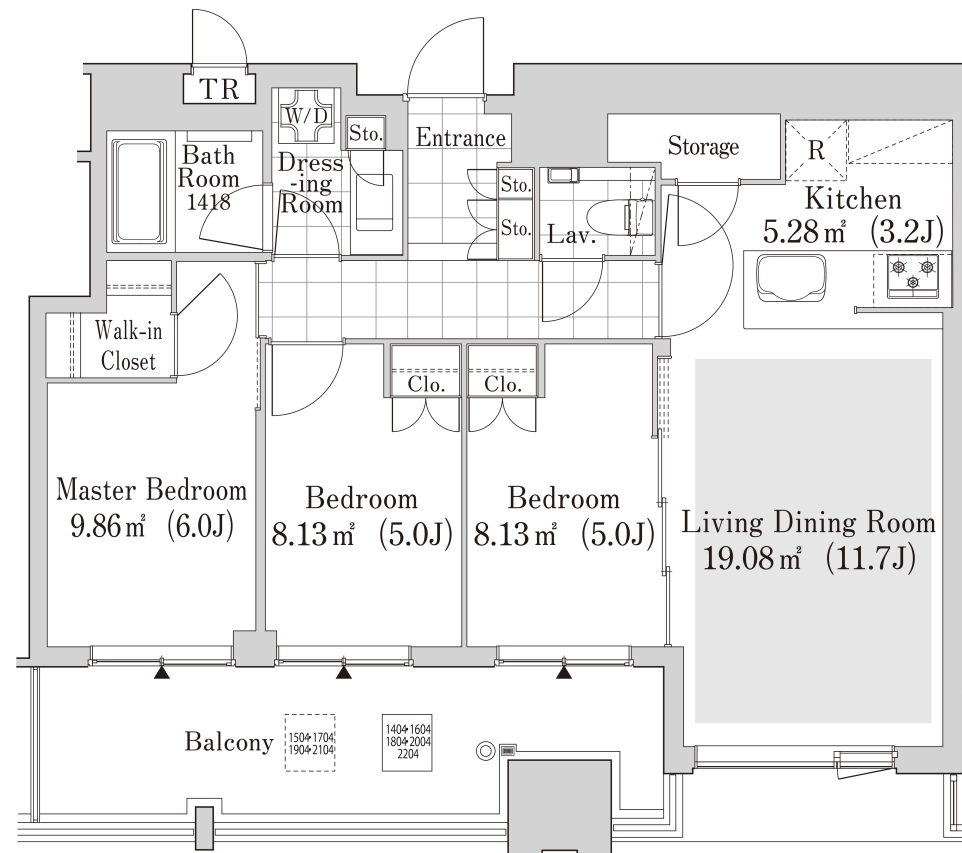 TR
W/D
Sto.
Entrance
Storage
R
Bath
Room
1418
Dress
-ing
Room
Sto.
Sto.
Lav.
Kitchen
5.28㎡ (3.2J)
Walk-in
Closet
Clo.
Clo.
Master Bedroom
9.86㎡ (6.0J)
Bedroom
8.13㎡ (5.0J)
Bedroom
8.13㎡ (5.0J)
Living Dining Room
19.08㎡ (11.7J)
Balcony
1504・1704
1904・2104
1404・1604
1804・2004
2204